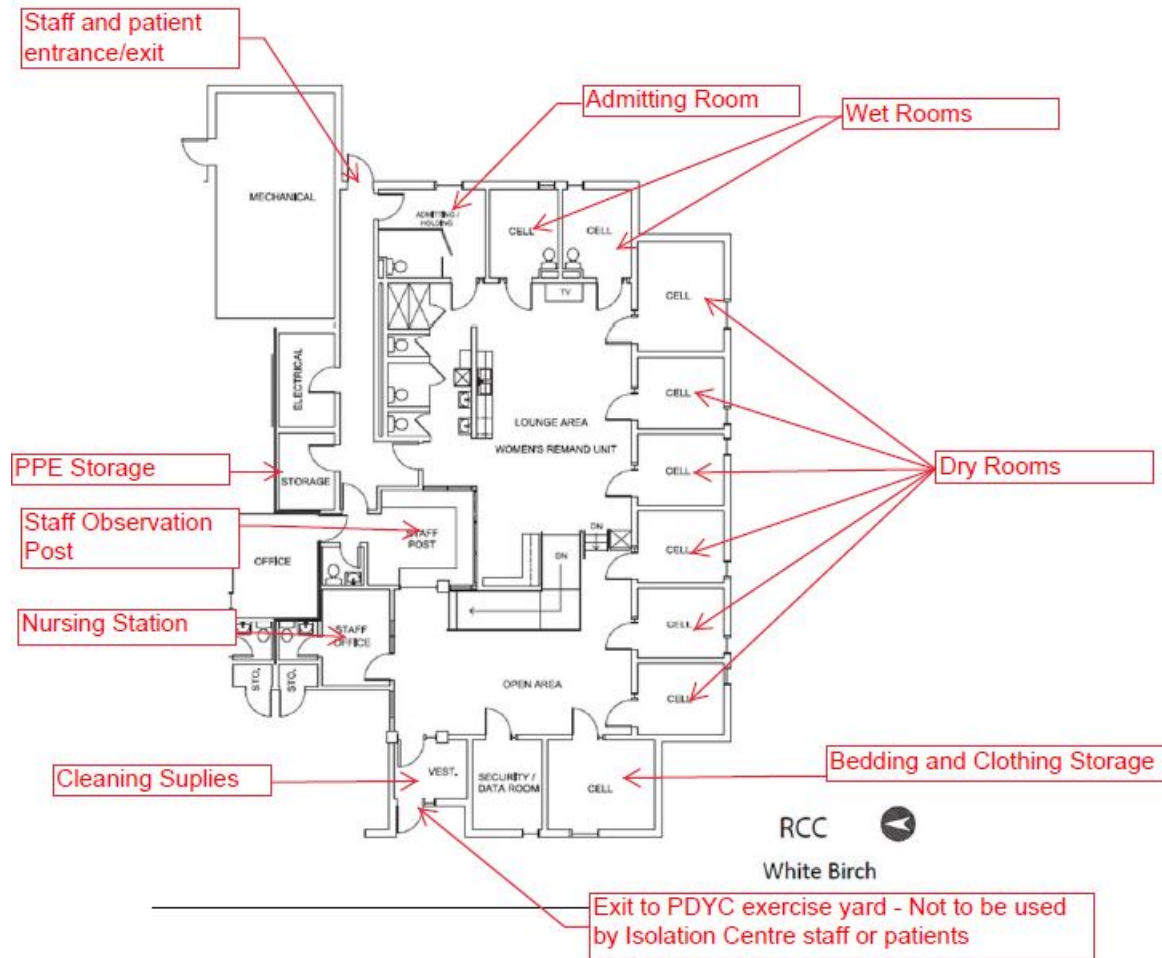 Staff and patient
entrance/exit
Admitting Room
Wet Rooms
MECHANICAL
ADMITTING /
HOLDING
CELL
CELL
TV
CELL
ELECTRICAL
CELL
LOUNGE AREA
WOMEN'S REMAND UNIT
PPE Storage
STORAGE
CELL
Dry Rooms
Staff Observation
Post
STAFF
POST
DN
DN
CELL
OFFICE
Nursing Station
STAFF
OFFICE
CELL
STO.
STO.
OPEN AREA
CELL
Cleaning Suplies
VEST.
SECURITY /
DATA ROOM
CELL
Bedding and Clothing Storage
RCC
White Birch
Exit to PDYC exercise yard - Not to be used
by Isolation Centre staff or patients